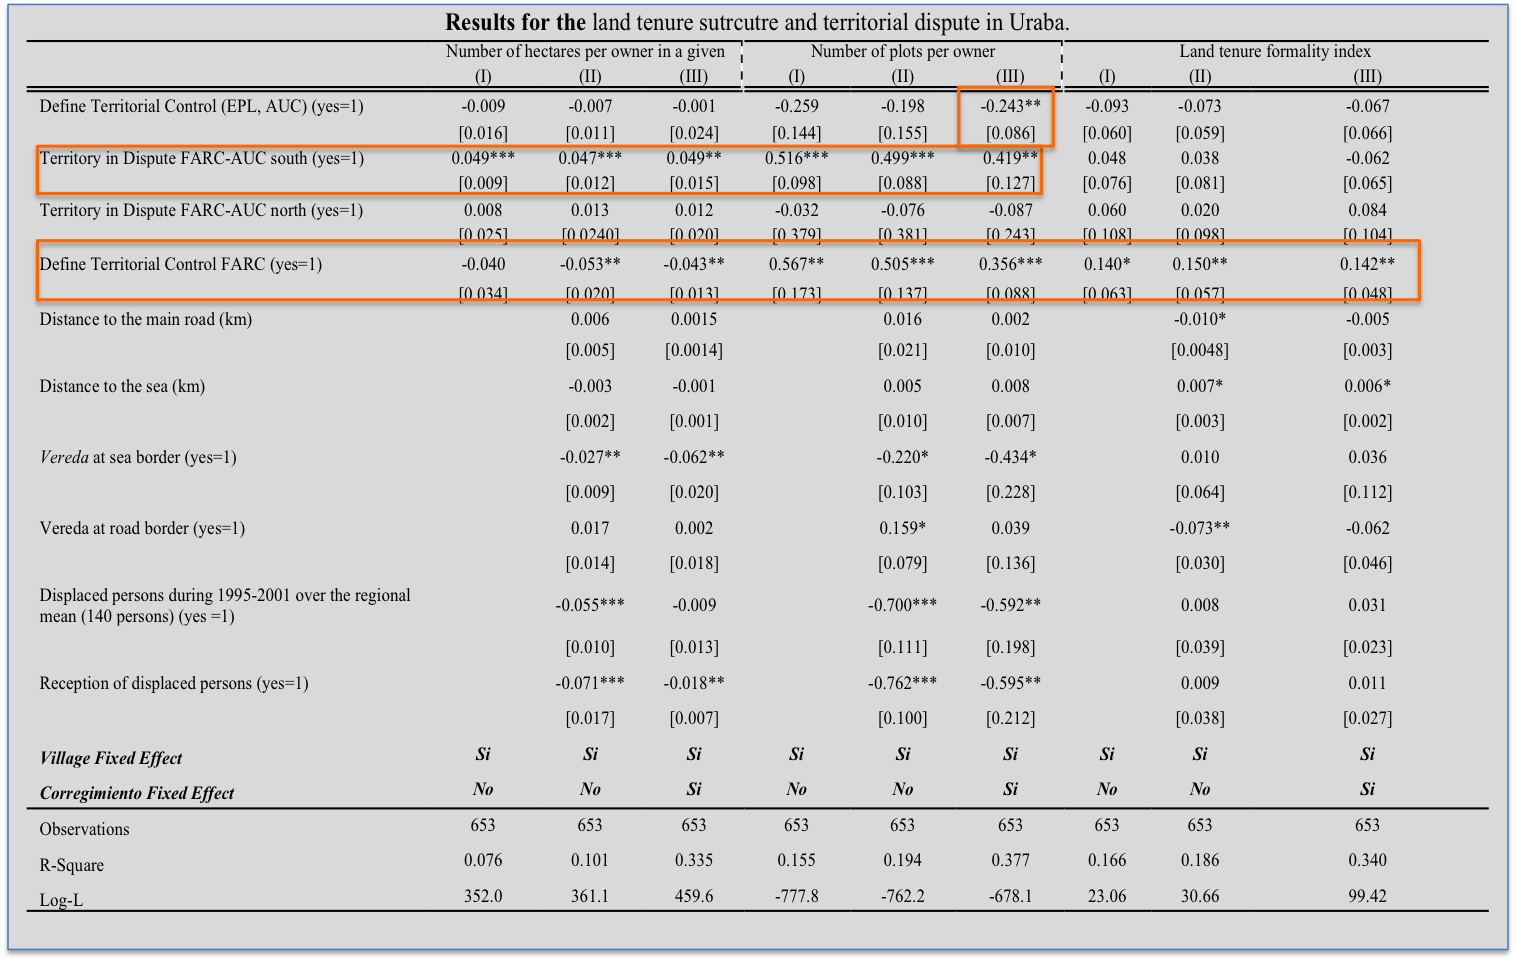 Results for the land tenure sutrcutre and territorial dispute in Uraba.
Number of hectares per owner in a given Number of plots per owner Land tenure formality index
(I) (II) (III) (I) (II) (III) (I) (II) (III)
Define Territorial Control (EPL, AUC) (yes=1) -0.009 -0.007 -0.001 -0.259 -0.198 -0.243** -0.093 -0.073 -0.067
[0.016] [0.011] [0.024] [0.144] [0.155] [0.086] [0.060] [0.059] [0.066]
Territory in Dispute FARC-AUC south (yes=1) 0.049*** 0.047*** 0.049** 0.516*** 0.499*** 0.419** 0.048 0.038 -0.062
[0.009] [0.012] [0.015] [0.098] [0.088] [0.127] [0.076] [0.081] [0.065]
Territory in Dispute FARC-AUC north (yes=1) 0.008 0.013 0.012 -0.032 -0.076 -0.087 0.060 0.020 0.084
[0.025] [0.0240] [0.020] [0.379] [0.381] [0.243] [0.108] [0.098] [0.104]
Define Territorial Control FARC (yes=1) -0.040 -0.053** -0.043** 0.567** 0.505*** 0.356*** 0.140* 0.150** 0.142**
[0.034] [0.020] [0.013] [0.173] [0.137] [0.088] [0.063] [0.057] [0.048]
Distance to the main road (km) 0.006 0.0015 0.016 0.002 -0.010* -0.005
[0.005] [0.0014] [0.021] [0.010] [0.0048] [0.003]
Distance to the sea (km) -0.003 -0.001 0.005 0.008 0.007* 0.006*
[0.002] [0.001] [0.010] [0.007] [0.003] [0.002]
Vereda at sea border (yes=1) -0.027** -0.062** -0.220* -0.434* 0.010 0.036
[0.009] [0.020] [0.103] [0.228] [0.064] [0.112]
Vereda at road border (yes=1) 0.017 0.002 0.159* 0.039 -0.073** -0.062
[0.014] [0.018] [0.079] [0.136] [0.030] [0.046]
Displaced persons during 1995-2001 over the regional
mean (140 persons) (yes =1) -0.055*** -0.009 -0.700*** -0.592** 0.008 0.031
[0.010] [0.013] [0.111] [0.198] [0.039] [0.023]
Reception of displaced persons (yes=1) -0.071*** -0.018** -0.762*** -0.595** 0.009 0.011
[0.017] [0.007] [0.100] [0.212] [0.038] [0.027]
Village Fixed Effect Si Si Si Si Si Si Si Si Si
Corregimiento Fixed Effect No No Si No No Si No No Si
Observations 653 653 653 653 653 653 653 653 653
R-Square 0.076 0.101 0.335 0.155 0.194 0.377 0.166 0.186 0.340
Log-L 352.0 361.1 459.6 -777.8 -762.2 -678.1 23.06 30.66 99.42